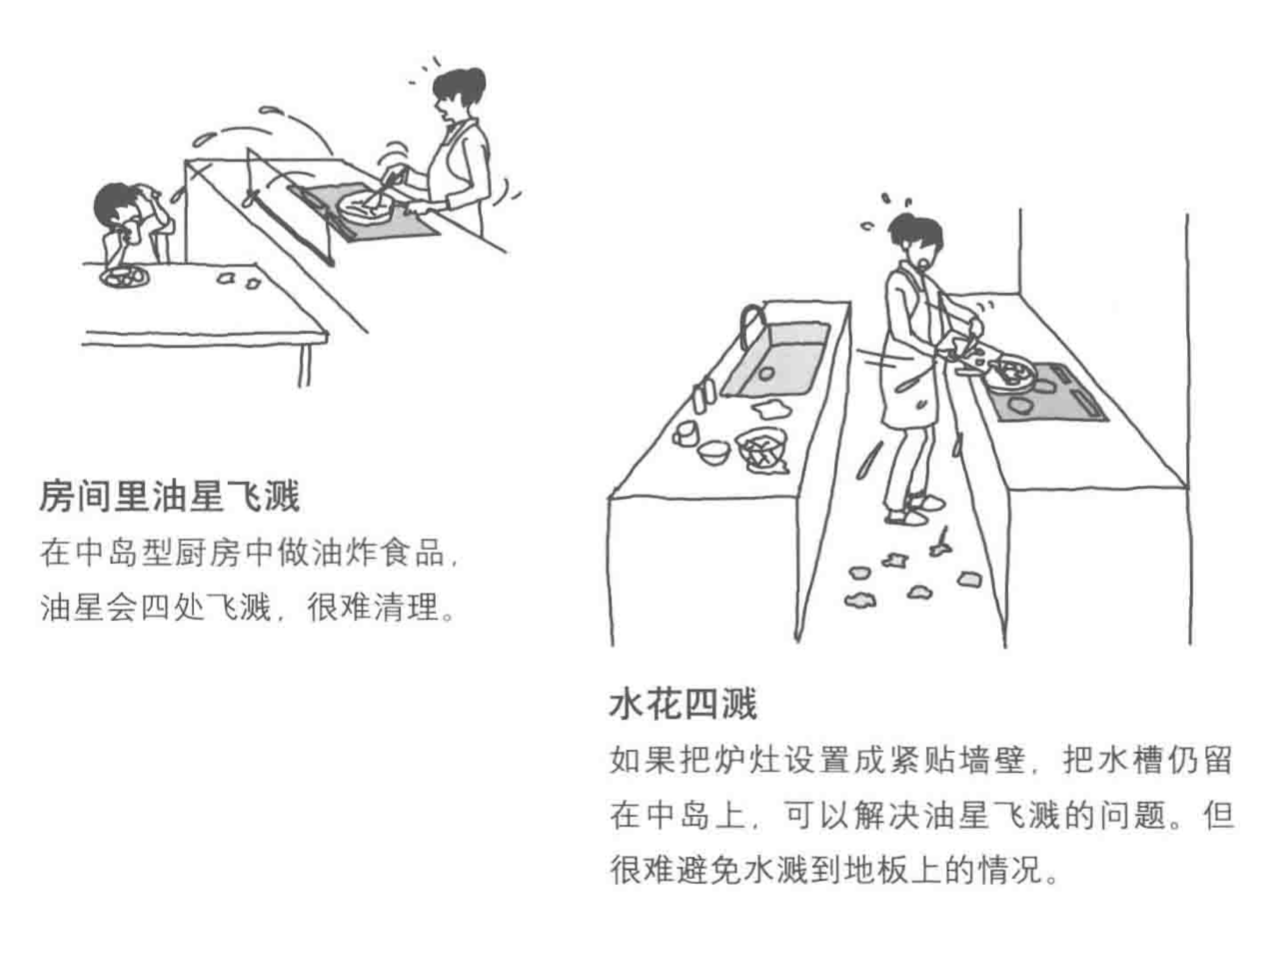 房间里油星飞溅
在中岛型厨房中做油炸食品，
油星会四处飞溅，很难清理。
水花四溅
如果把炉灶设置成紧贴墙壁，把水槽仍留
在中岛上，可以解决油星飞溅的问题。但
很难避免水溅到地板上的情况。